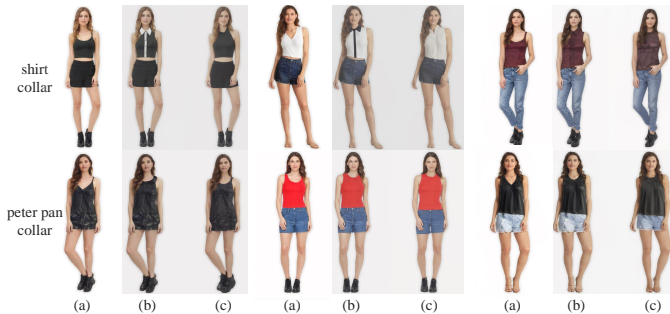 shirt
collar
peter pan
collar
(a) (b) (c) (a) (b) (c) (a) (b) (c)